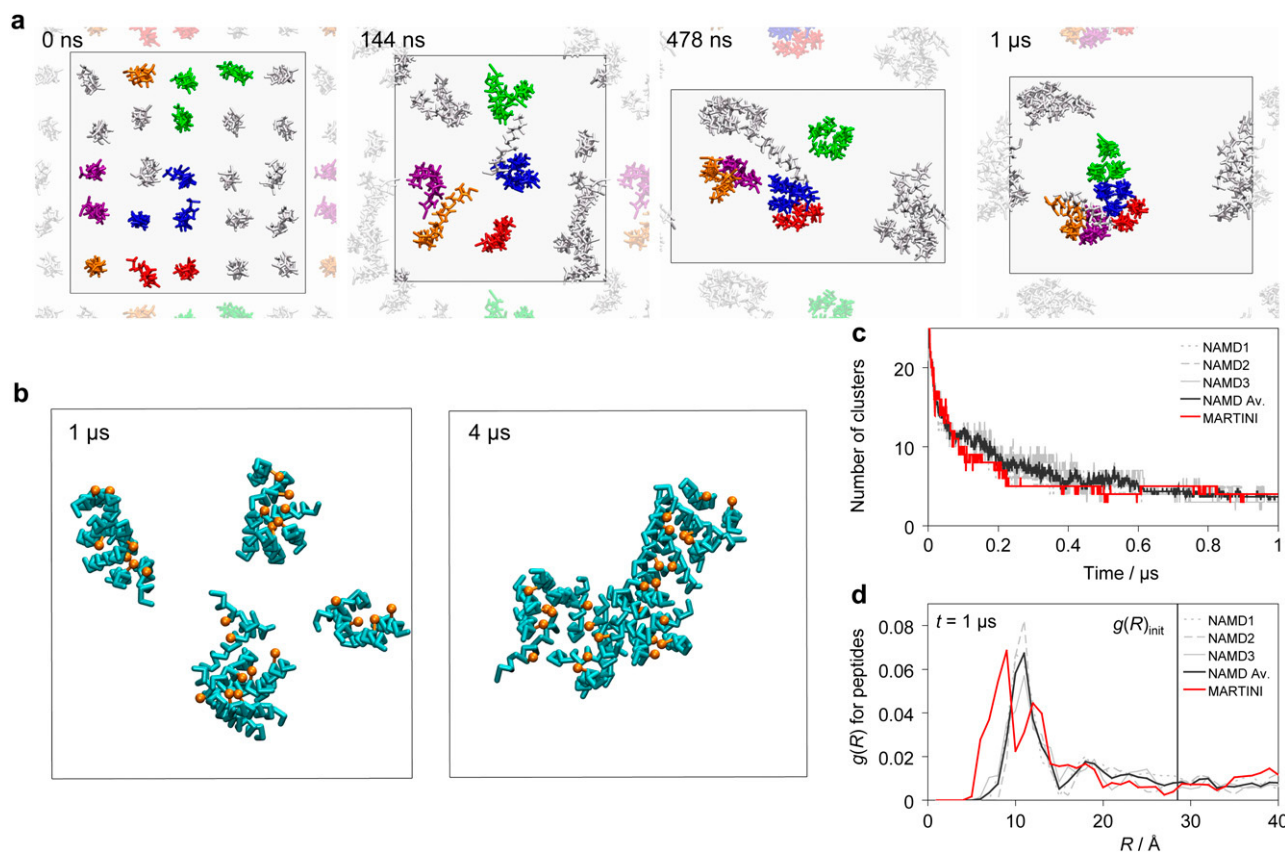 a
0 ns
144 ns
478 ns
1 µs
b
1 µs
4 µs
c
Number of clusters
20
10
0
0
0.2
0.4
0.6
0.8
1
Time / µs
NAMD1
NAMD2
NAMD3
NAMD Av.
MARTINI
d
t = 1 µs
g(R)init
g(R) for peptides
0.08
0.06
0.04
0.02
0
0
10
20
30
40
R / Å
NAMD1
NAMD2
NAMD3
NAMD Av.
MARTINI